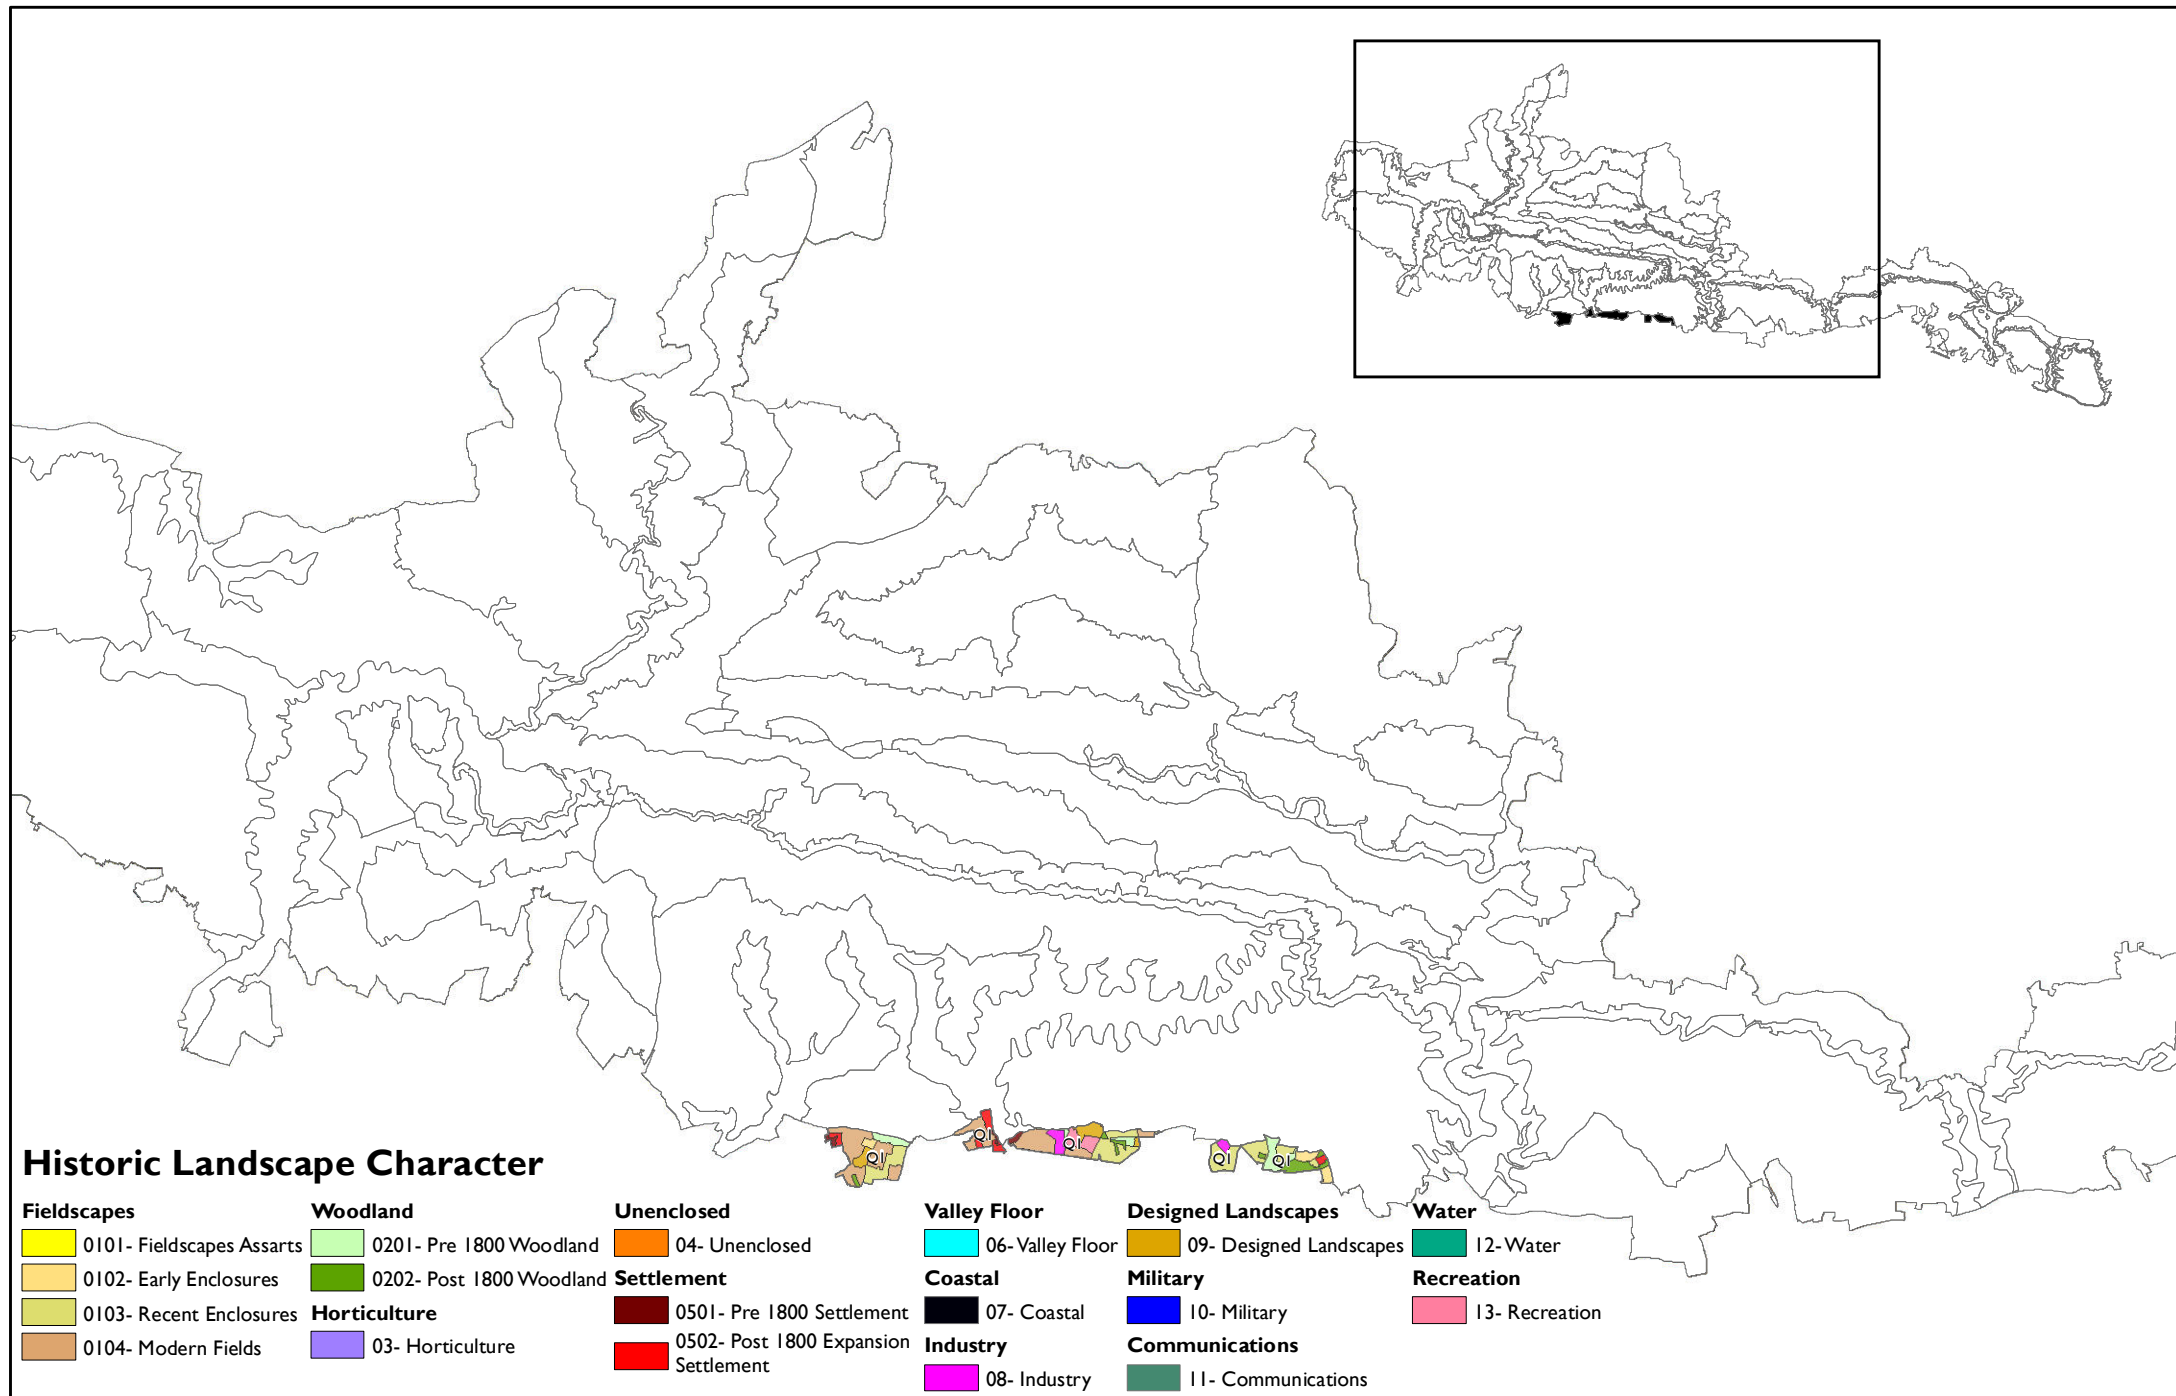 Q1
Q1
Q1
Q1
Q1
Historic Landscape Character
Fieldscapes
0101- Fieldscapes Assarts
0102- Early Enclosures
0103- Recent Enclosures
0104- Modern Fields
Woodland
0201- Pre 1800 Woodland
0202- Post 1800 Woodland
Horticulture
03- Horticulture
Unenclosed
04- Unenclosed
Settlement
0501- Pre 1800 Settlement
0502- Post 1800 Expansion
Settlement
Valley Floor
06- Valley Floor
Coastal
07- Coastal
Industry
08- Industry
Designed Landscapes
09- Designed Landscapes
Military
10- Military
Communications
11- Communications
Water
12- Water
Recreation
13- Recreation